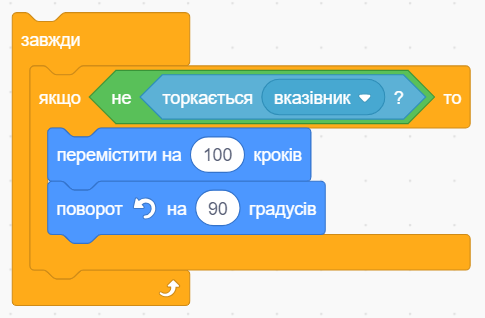 завжди
якщо не торкається вказівник ? то
перемістити на 100 кроків
поворот на 90 градусів